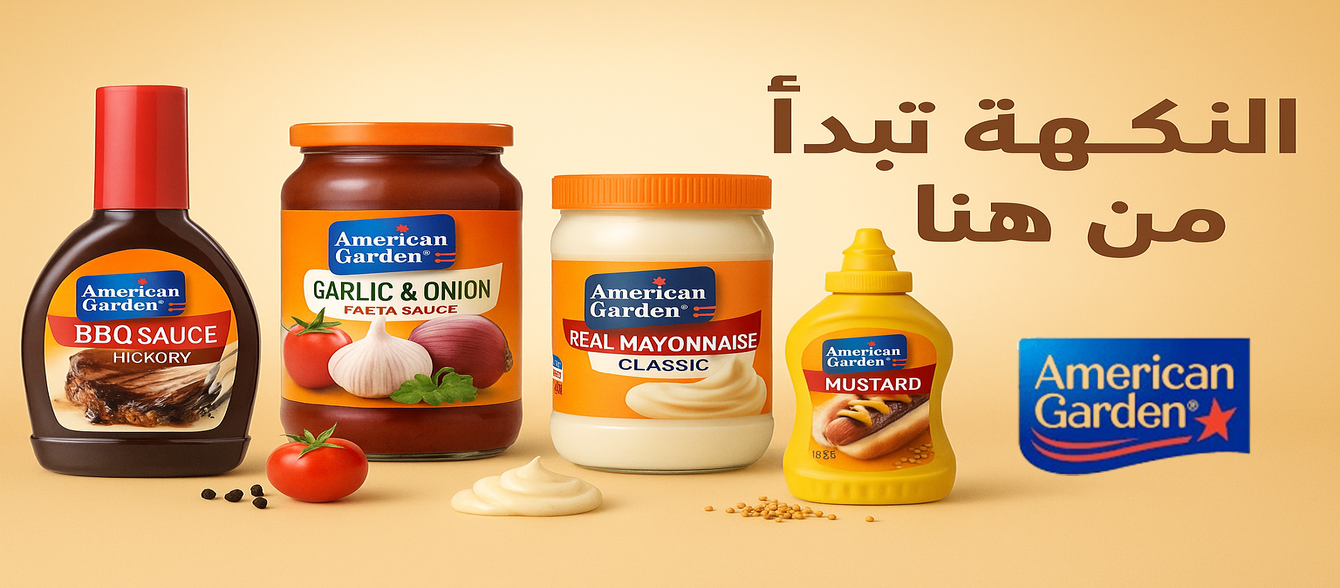 النكهة تبدأ
من هنا
American
Garden®
BBQ SAUCE
HICKORY
American
Garden®
GARLIC & ONION
FAETA SAUCE
American
Garden®
REAL MAYONNAISE
CLASSIC
American
Garden®
MUSTARD
American
Garden®